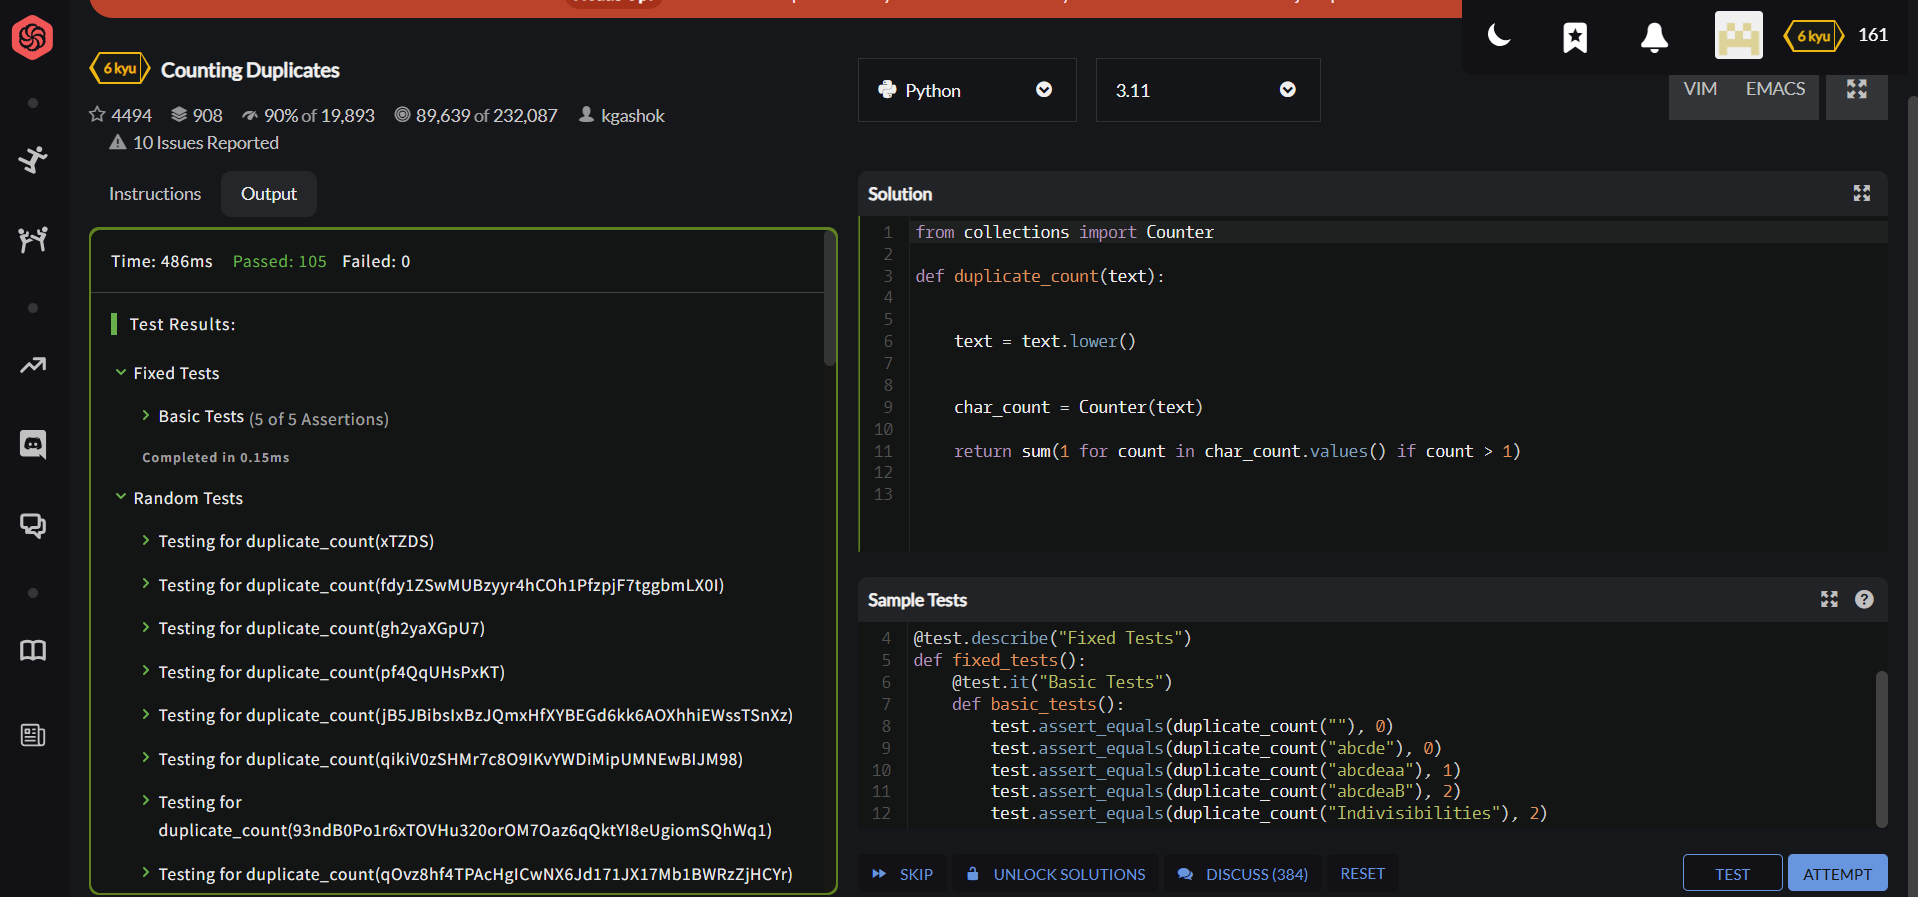 6 kyu
161
6 kyu Counting Duplicates
4494 908 90% of 19,893 89,639 of 232,087 kgashok
10 Issues Reported
Python
3.11
VIM EMACS
Instructions Output
Time: 486ms Passed: 105 Failed: 0
Test Results:
Fixed Tests
Basic Tests (5 of 5 Assertions)
Completed in 0.15ms
Random Tests
Testing for duplicate_count(xTZDS)
Testing for duplicate_count(fdy1ZSwMUBzyyr4hCOh1PfzpjF7tggbmLX0I)
Testing for duplicate_count(gh2yaXGpU7)
Testing for duplicate_count(pf4QqUHsPxKT)
Testing for duplicate_count(jB5JBibsIxBzJQmxHfXYBEGd6kk6AOXhhiEWssTSnXz)
Testing for duplicate_count(qikiV0zSHMr7c8O9IKvYWDiMipUMNEwBIJM98)
Testing for
duplicate_count(93ndB0Po1r6xTOVHu320orOM7Oaz6qQktYI8eUgiomSQhWq1)
Testing for duplicate_count(qOvz8hf4TPAcHgICwNX6Jd171JX17Mb1BWRzZjHCYr)
Solution
1 from collections import Counter
2
3 def duplicate_count(text):
4
5
6 text = text.lower()
7
8
9 char_count = Counter(text)
10
11 return sum(1 for count in char_count.values() if count > 1)
12
13
Sample Tests
4 @test.describe("Fixed Tests")
5 def fixed_tests():
6 @test.it("Basic Tests")
7 def basic_tests():
8 test.assert_equals(duplicate_count(""), 0)
9 test.assert_equals(duplicate_count("abcde"), 0)
10 test.assert_equals(duplicate_count("abcdeaa"), 1)
11 test.assert_equals(duplicate_count("abcdeaB"), 2)
12 test.assert_equals(duplicate_count("Indivisibilities"), 2)
SKIP UNLOCK SOLUTIONS DISCUSS (384) RESET
TEST ATTEMPT